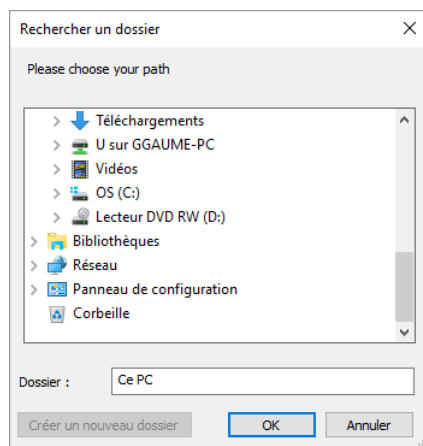 Rechercher un dossier
Please choose your path
Téléchargements
U sur GGAUME-PC
Vidéos
OS (C:)
Lecteur DVD RW (D:)
Bibliothèques
Réseau
Panneau de configuration
Corbeille
Dossier : Ce PC
Créer un nouveau dossier OK Annuler